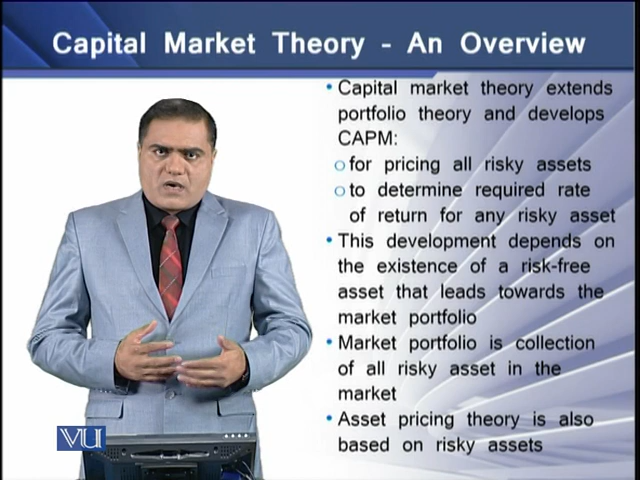 Capital Market Theory - An Overview
• Capital market theory extends
portfolio theory and develops
CAPM:
o for pricing all risky assets
o to determine required rate
of return for any risky asset
• This development depends on
the existence of a risk-free
asset that leads towards the
market portfolio
• Market portfolio is collection
of all risky asset in the
market
• Asset pricing theory is also
based on risky assets
VU